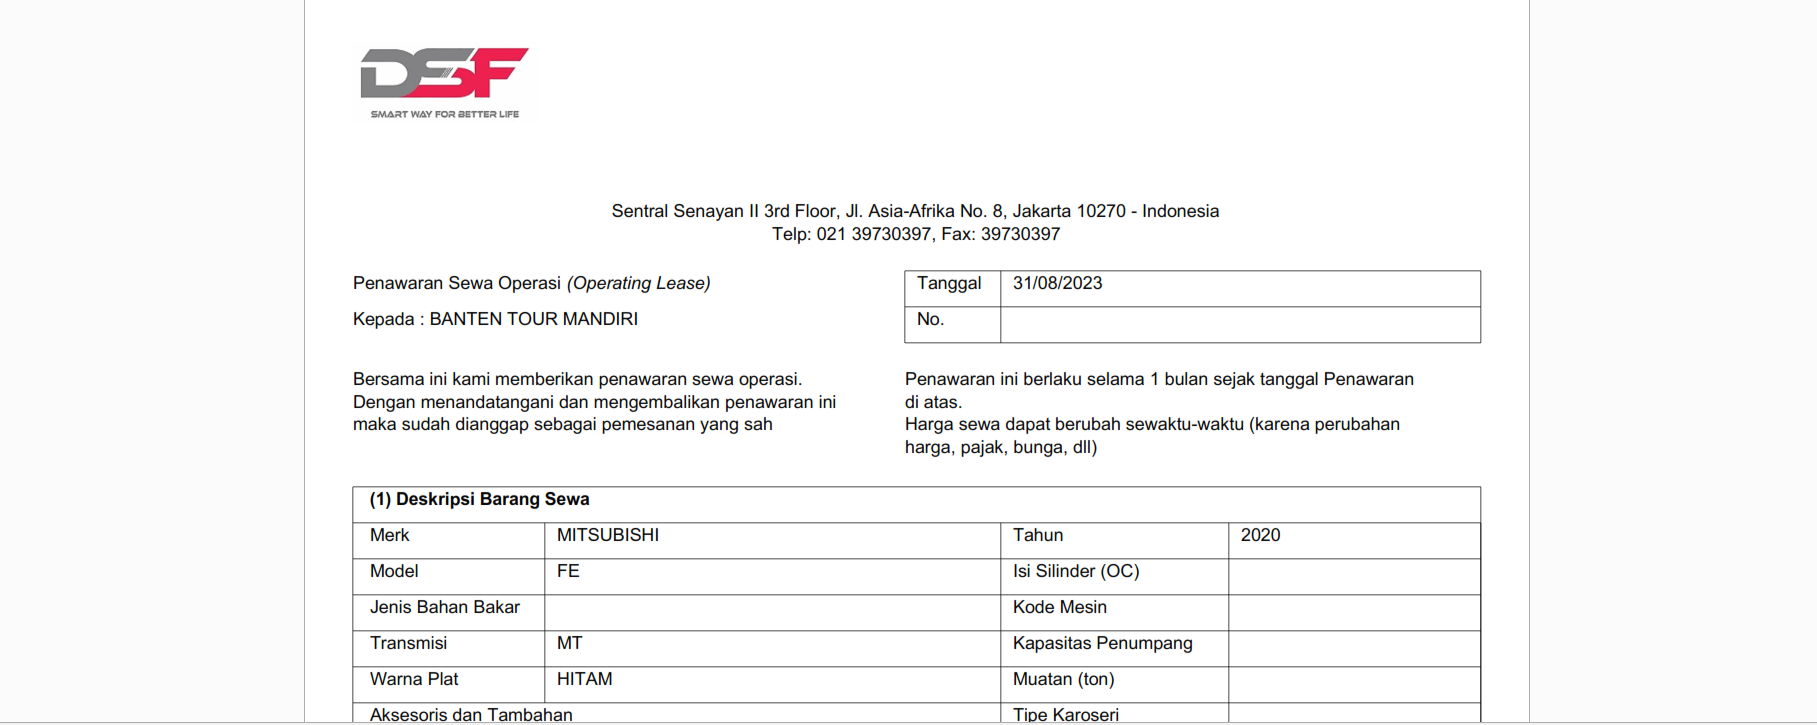 DSF
SMART WAY FOR BETTER LIFE
Sentral Senayan II 3rd Floor, Jl. Asia-Afrika No. 8, Jakarta 10270 - Indonesia
Telp: 021 39730397, Fax: 39730397
Penawaran Sewa Operasi (Operating Lease)
Kepada : BANTEN TOUR MANDIRI
Tanggal 31/08/2023
No.
Bersama ini kami memberikan penawaran sewa operasi.
Dengan menandatangani dan mengembalikan penawaran ini
maka sudah dianggap sebagai pemesanan yang sah
Penawaran ini berlaku selama 1 bulan sejak tanggal Penawaran
di atas.
Harga sewa dapat berubah sewaktu-waktu (karena perubahan
harga, pajak, bunga, dll)
(1) Deskripsi Barang Sewa
Merk MITSUBISHI Tahun 2020
Model FE Isi Silinder (OC)
Jenis Bahan Bakar Kode Mesin
Transmisi MT Kapasitas Penumpang
Warna Plat HITAM Muatan (ton)
Aksesoris dan Tambahan Tipe Karoseri